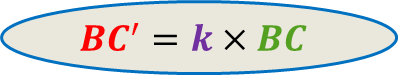 BC′ = k × BC